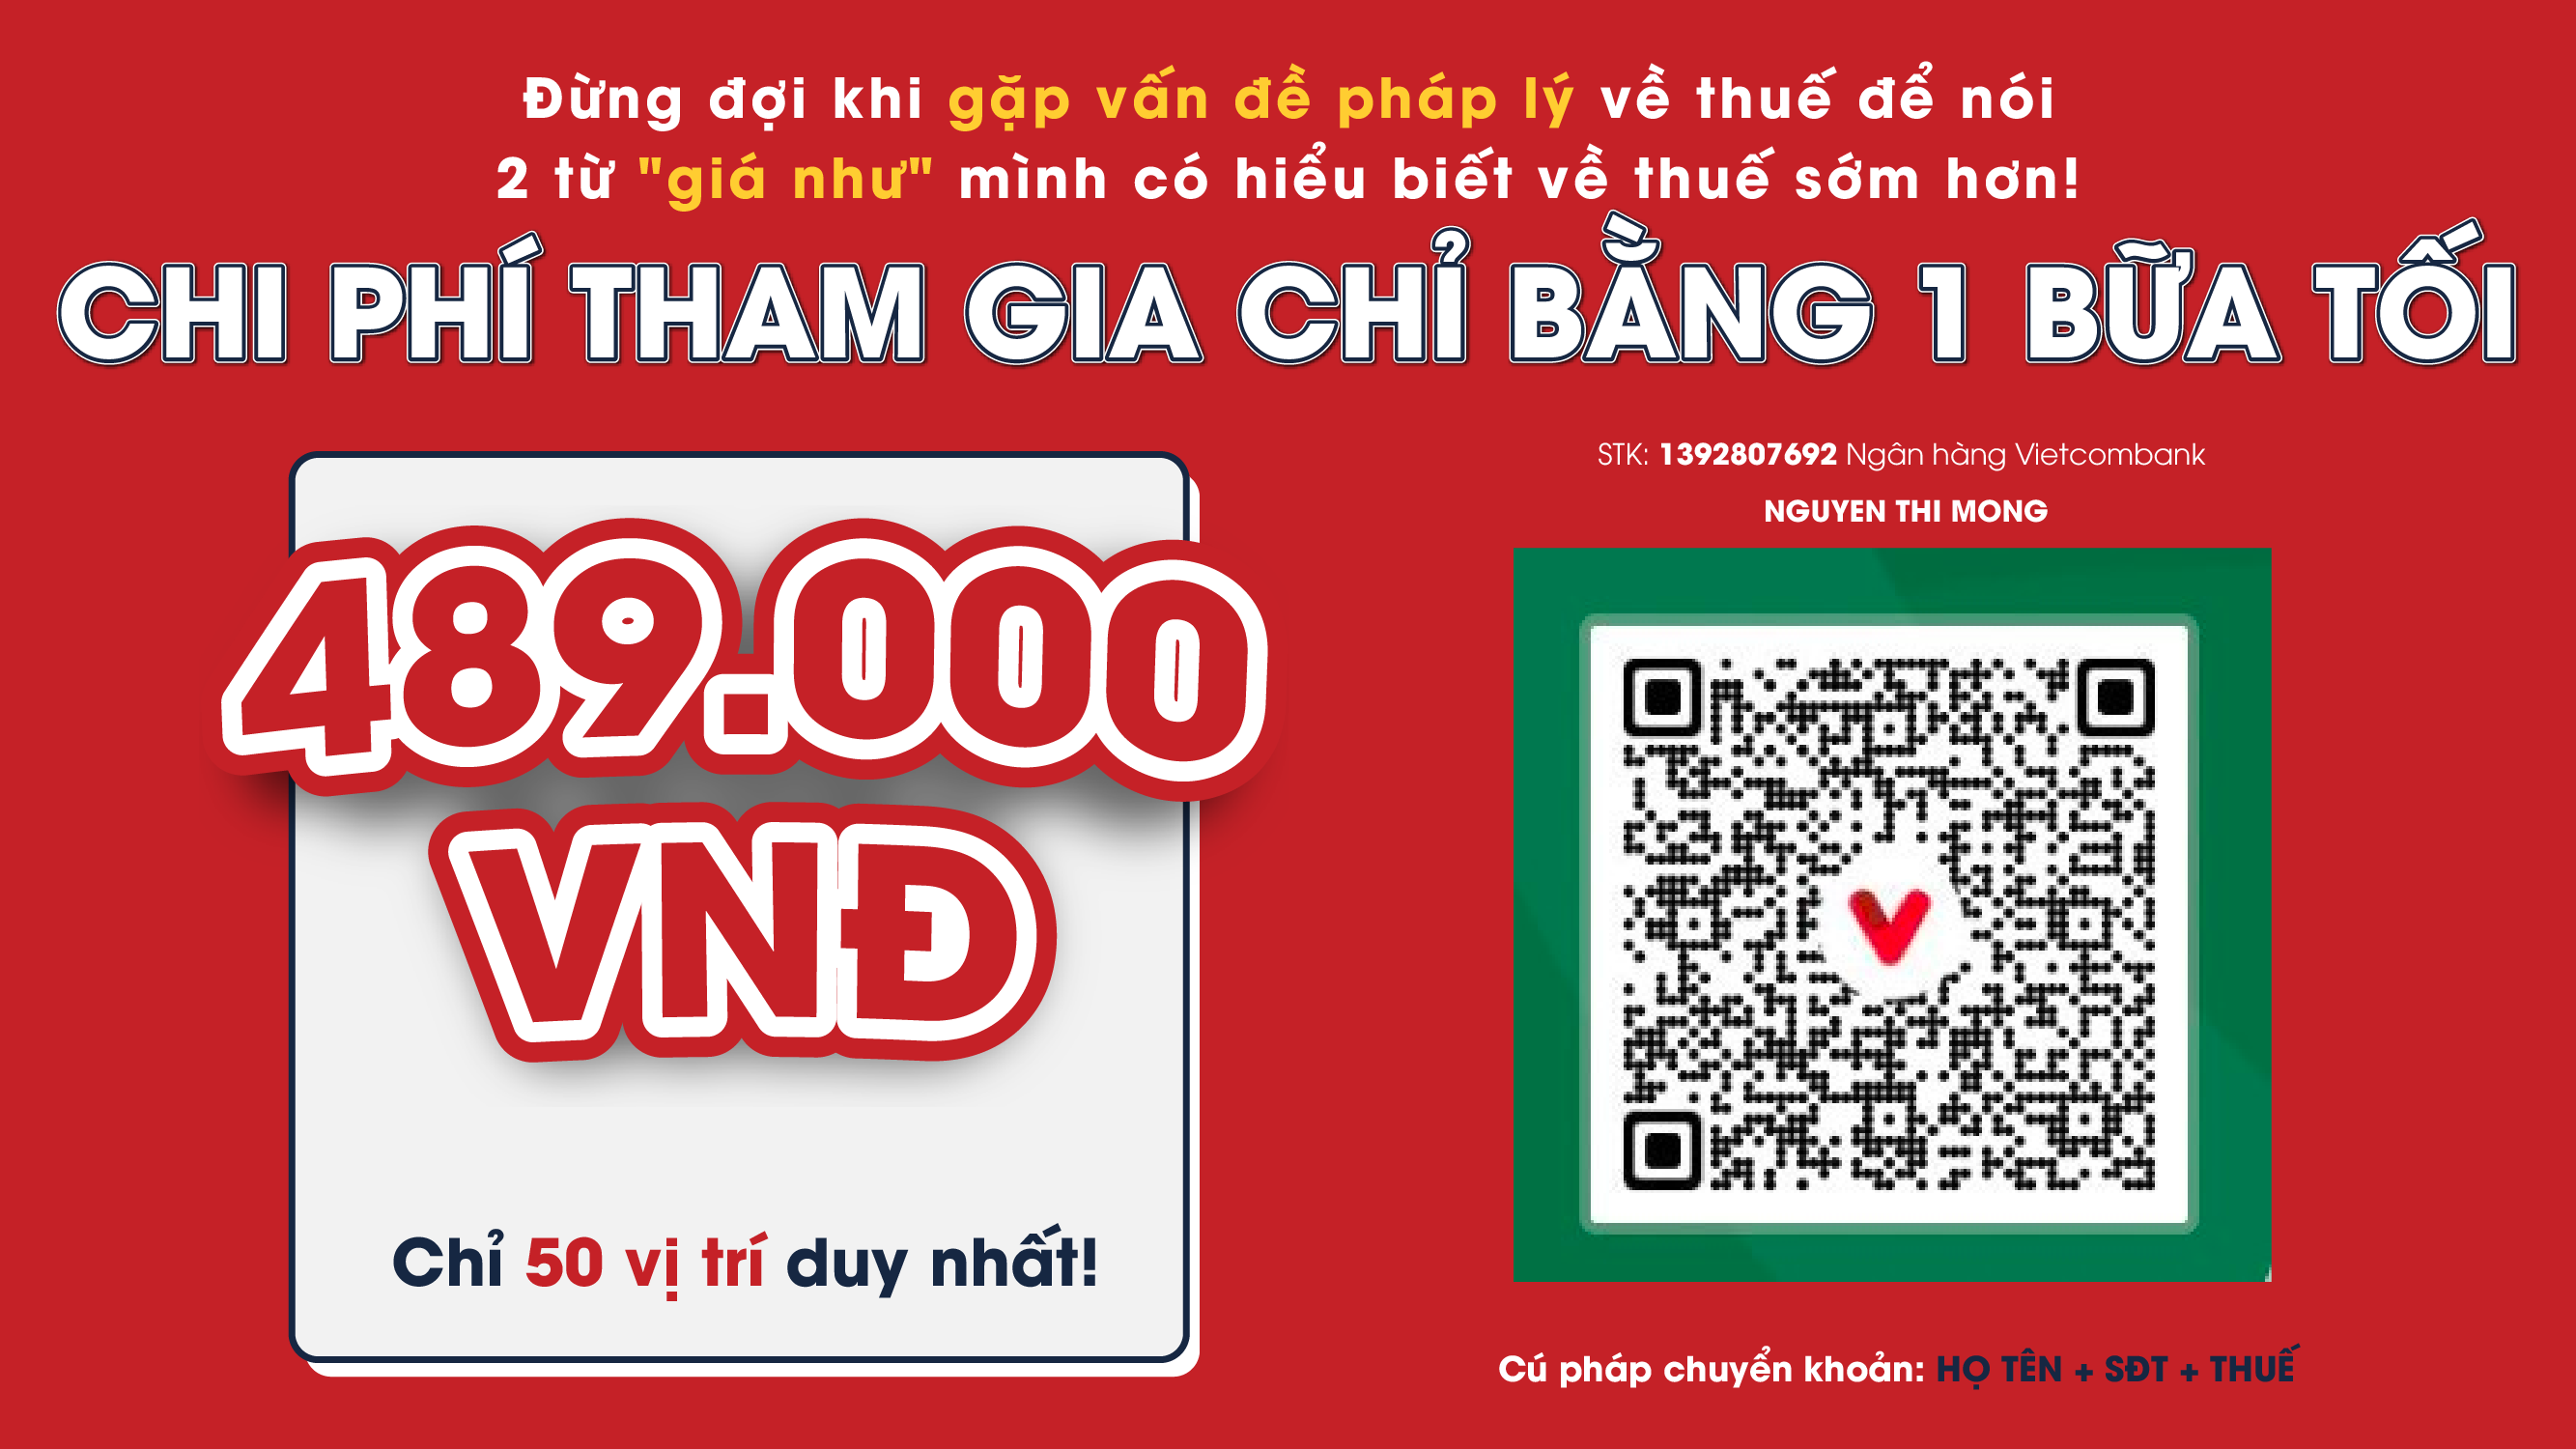 Đừng đợi khi gặp vấn đề pháp lý về thuế để nói
2 từ "giá như" mình có hiểu biết về thuế sớm hơn!
CHI PHÍ THAM GIA CHỈ BẰNG 1 BỮA TỐI
489.000
VNĐ
Chỉ 50 vị trí duy nhất!
STK: 1392807692 Ngân hàng Vietcombank
NGUYEN THI MONG
Cú pháp chuyển khoản: HỌ TÊN + SĐT + THUẾ